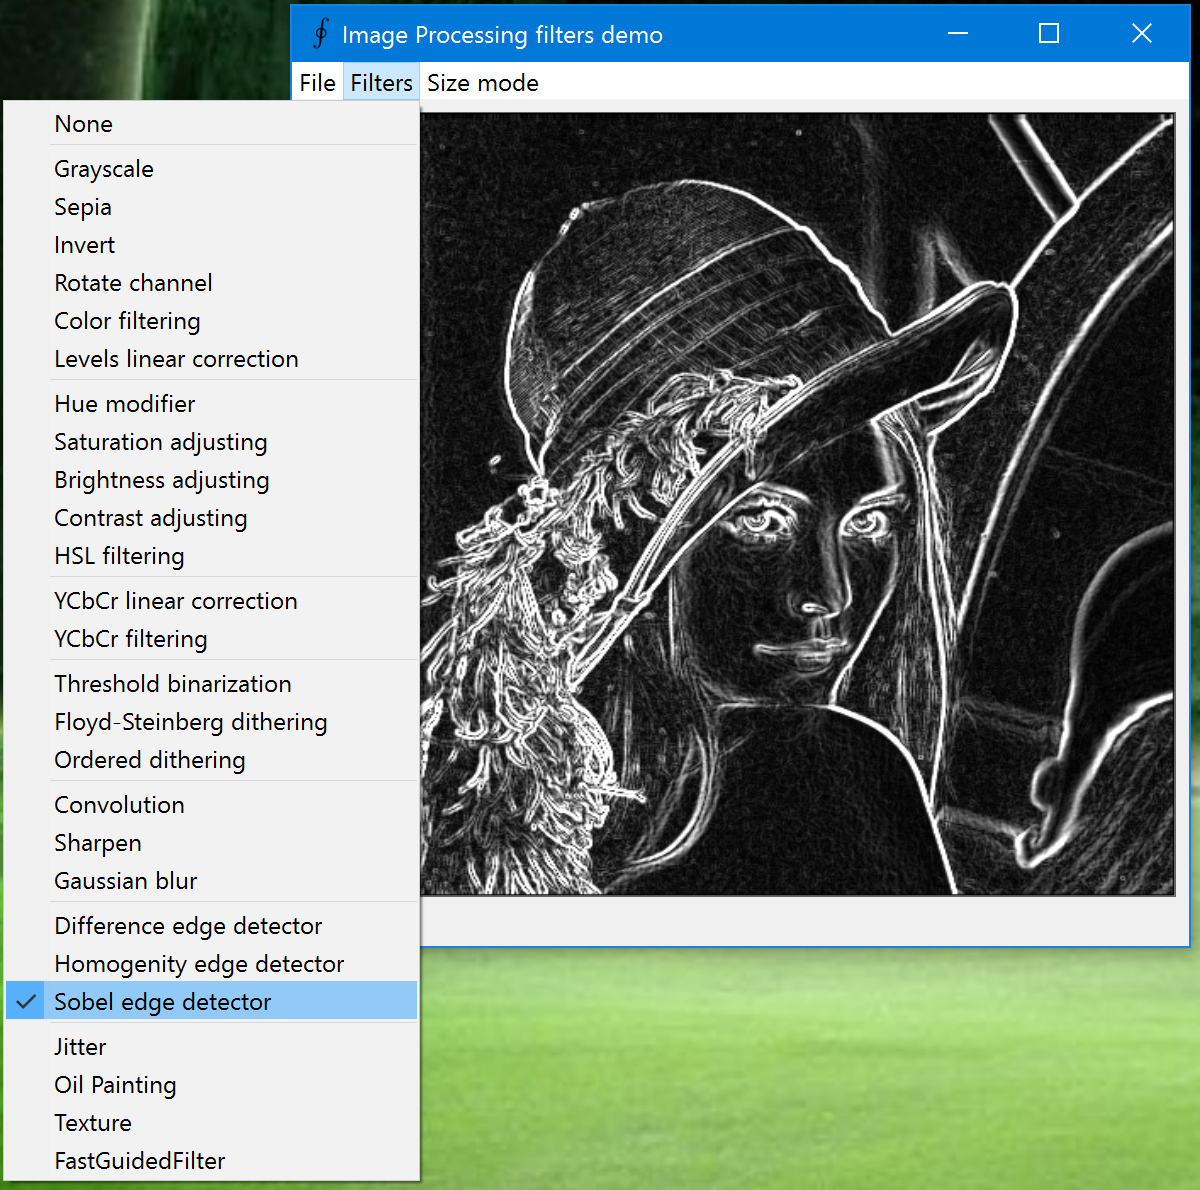 Image Processing filters demo
File Filters Size mode
None
Grayscale
Sepia
Invert
Rotate channel
Color filtering
Levels linear correction
Hue modifier
Saturation adjusting
Brightness adjusting
Contrast adjusting
HSL filtering
YCbCr linear correction
YCbCr filtering
Threshold binarization
Floyd-Steinberg dithering
Ordered dithering
Convolution
Sharpen
Gaussian blur
Difference edge detector
Homogenity edge detector
Sobel edge detector
Jitter
Oil Painting
Texture
FastGuidedFilter